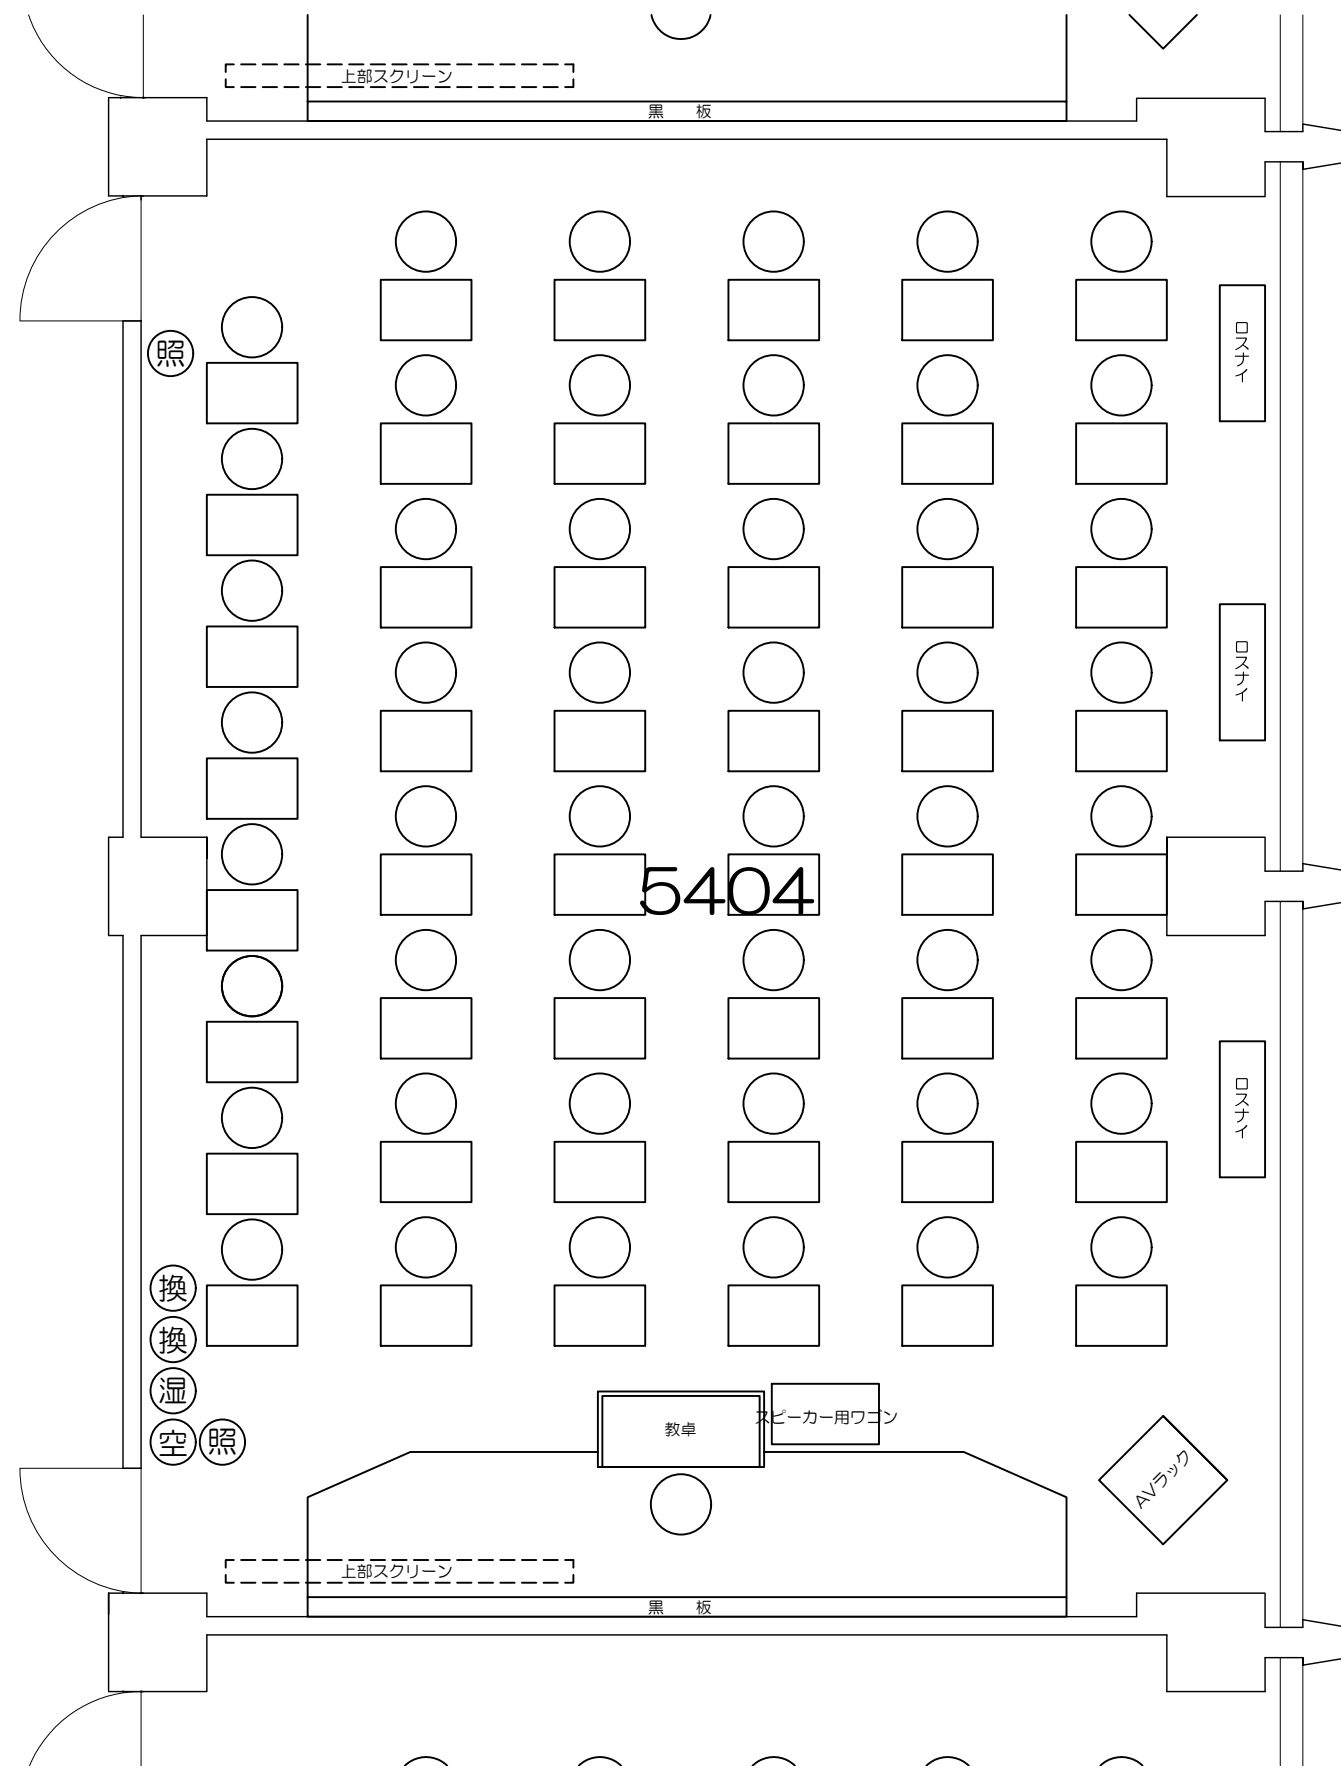 上部スクリーン
黒 板
照
ロスナイ
ロスナイ
5404
ロスナイ
換
換
湿
空 照
教卓
スピーカー用ワゴン
AVラック
上部スクリーン
黒 板